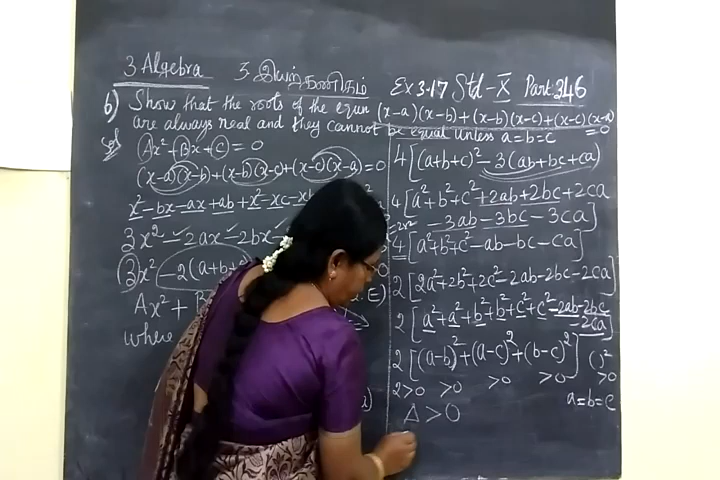 3 Algebra 3. இயற்கணிதம் Ex 3.17 Std - X Part 346
6) Show that the roots of the equn (x-a)(x-b)+(x-b)(x-c)+(x-c)(x-a) = 0
are always real and they cannot be equal unless a=b=c
Sol Ax² + Bx + C = 0
(x-a)(x-b)+(x-b)(x-c)+(x-c)(x-a)=0
x² - bx - ax + ab + x² - xc - xb
3x² - 2ax - 2bx -
3x² - 2(a+b+
Ax² + B
where
4[(a+b+c)² - 3(ab+bc+ca)
4[a²+b²+c²+2ab+2bc+2ca
-3ab-3bc-3ca]
4[a²+b²+c²-ab-bc-ca]
2[2a²+2b²+2c²-2ab-2bc-2ca]
2[a²+a²+b²+b²+c²+c²-2ab-2bc
-2ca]
2[(a-b)²+(a-c)²+(b-c)²] ( )²
2>0 >0 >0 >0 >0
Δ>0 a=b=c